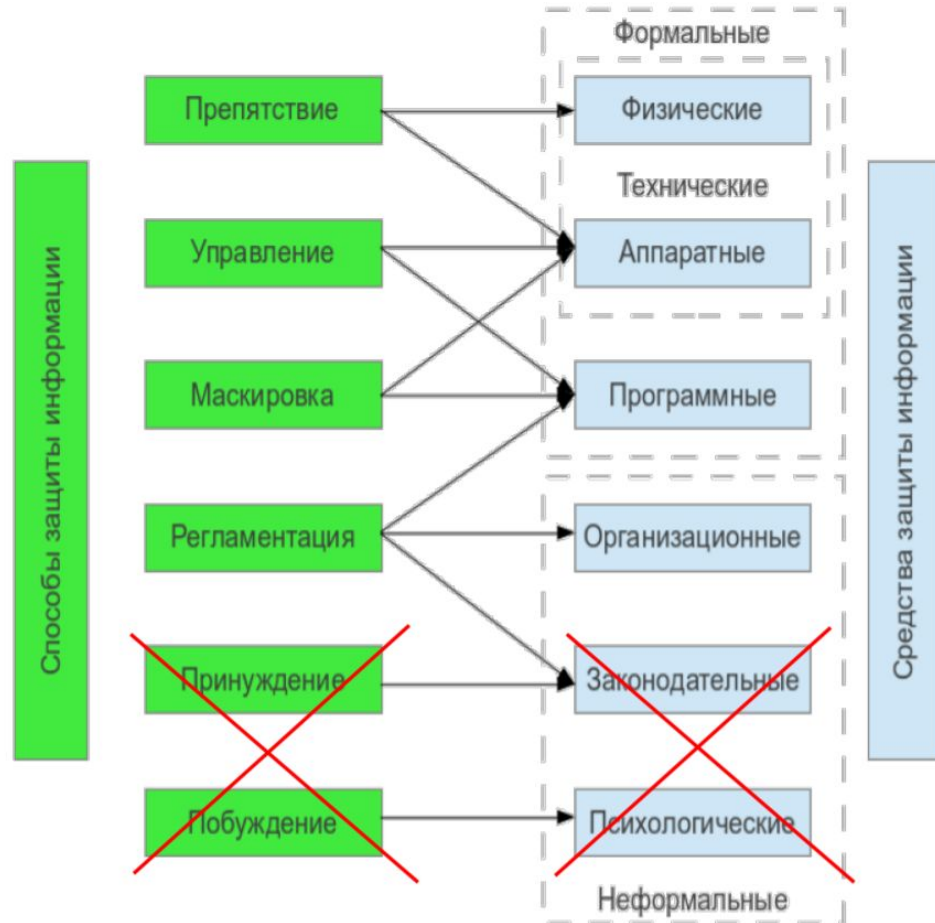 Формальные
Препятствие
Физические
Технические
Управление
Аппаратные
Маскировка
Программные
Регламентация
Организационные
Принуждение
Законодательные
Побуждение
Психологические
Неформальные
Способы защиты информации
Средства защиты информации